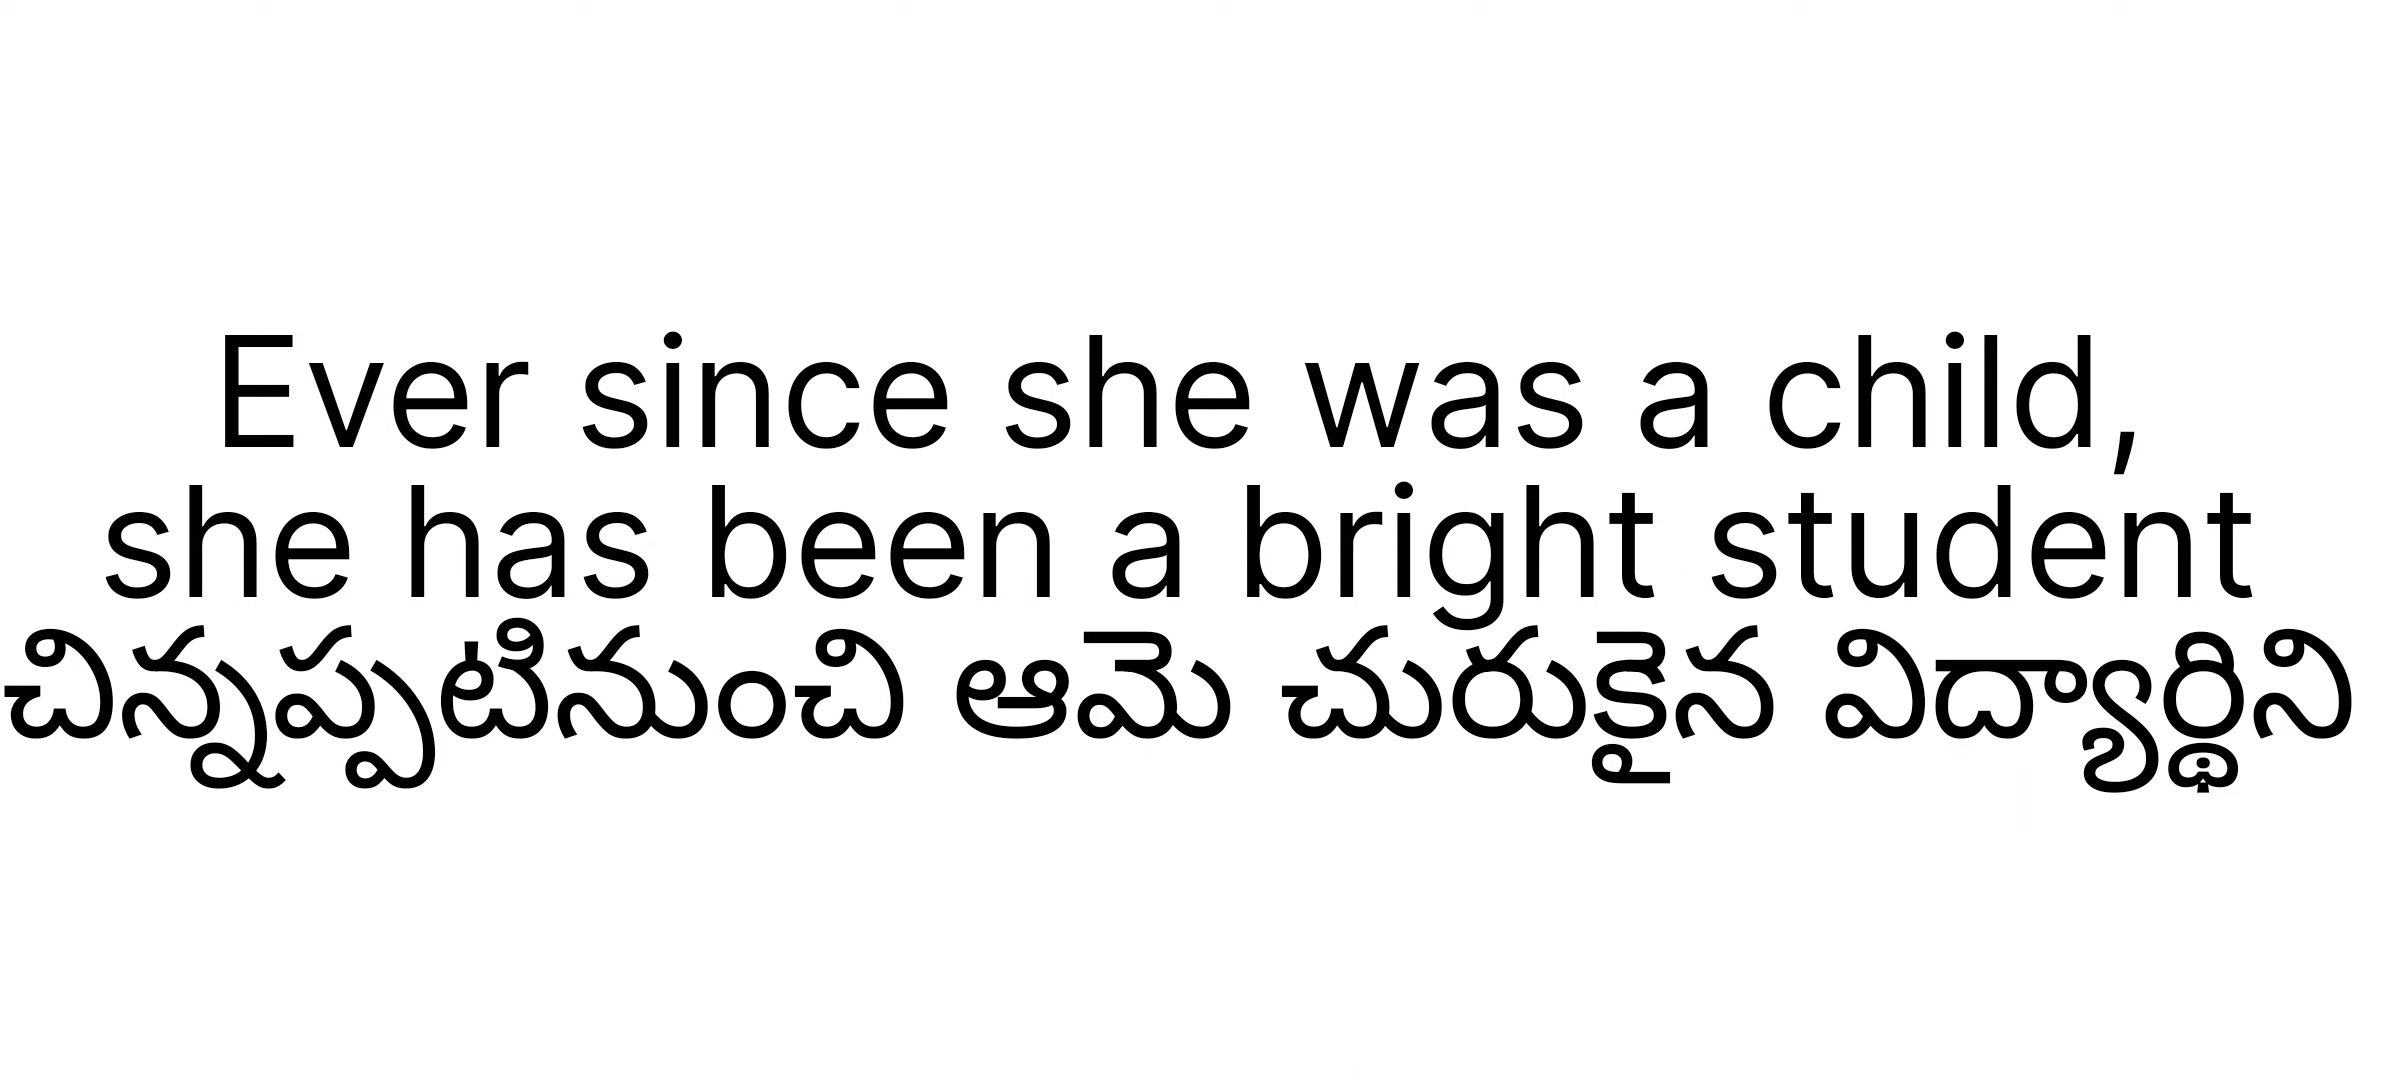 Ever since she was a child,
she has been a bright student
చిన్నప్పటినుంచి ఆమె చురుకైన విద్యార్థిని